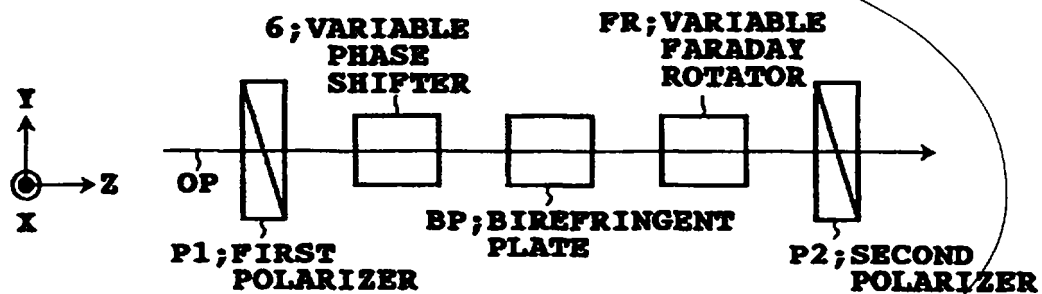 6;VARIABLE
PHASE
SHIFTER
FR;VARIABLE
FARADAY
ROTATOR
Y
Z
X
OP
P1;FIRST
POLARIZER
BP;BIREFRINGENT
PLATE
P2;SECOND
POLARIZER